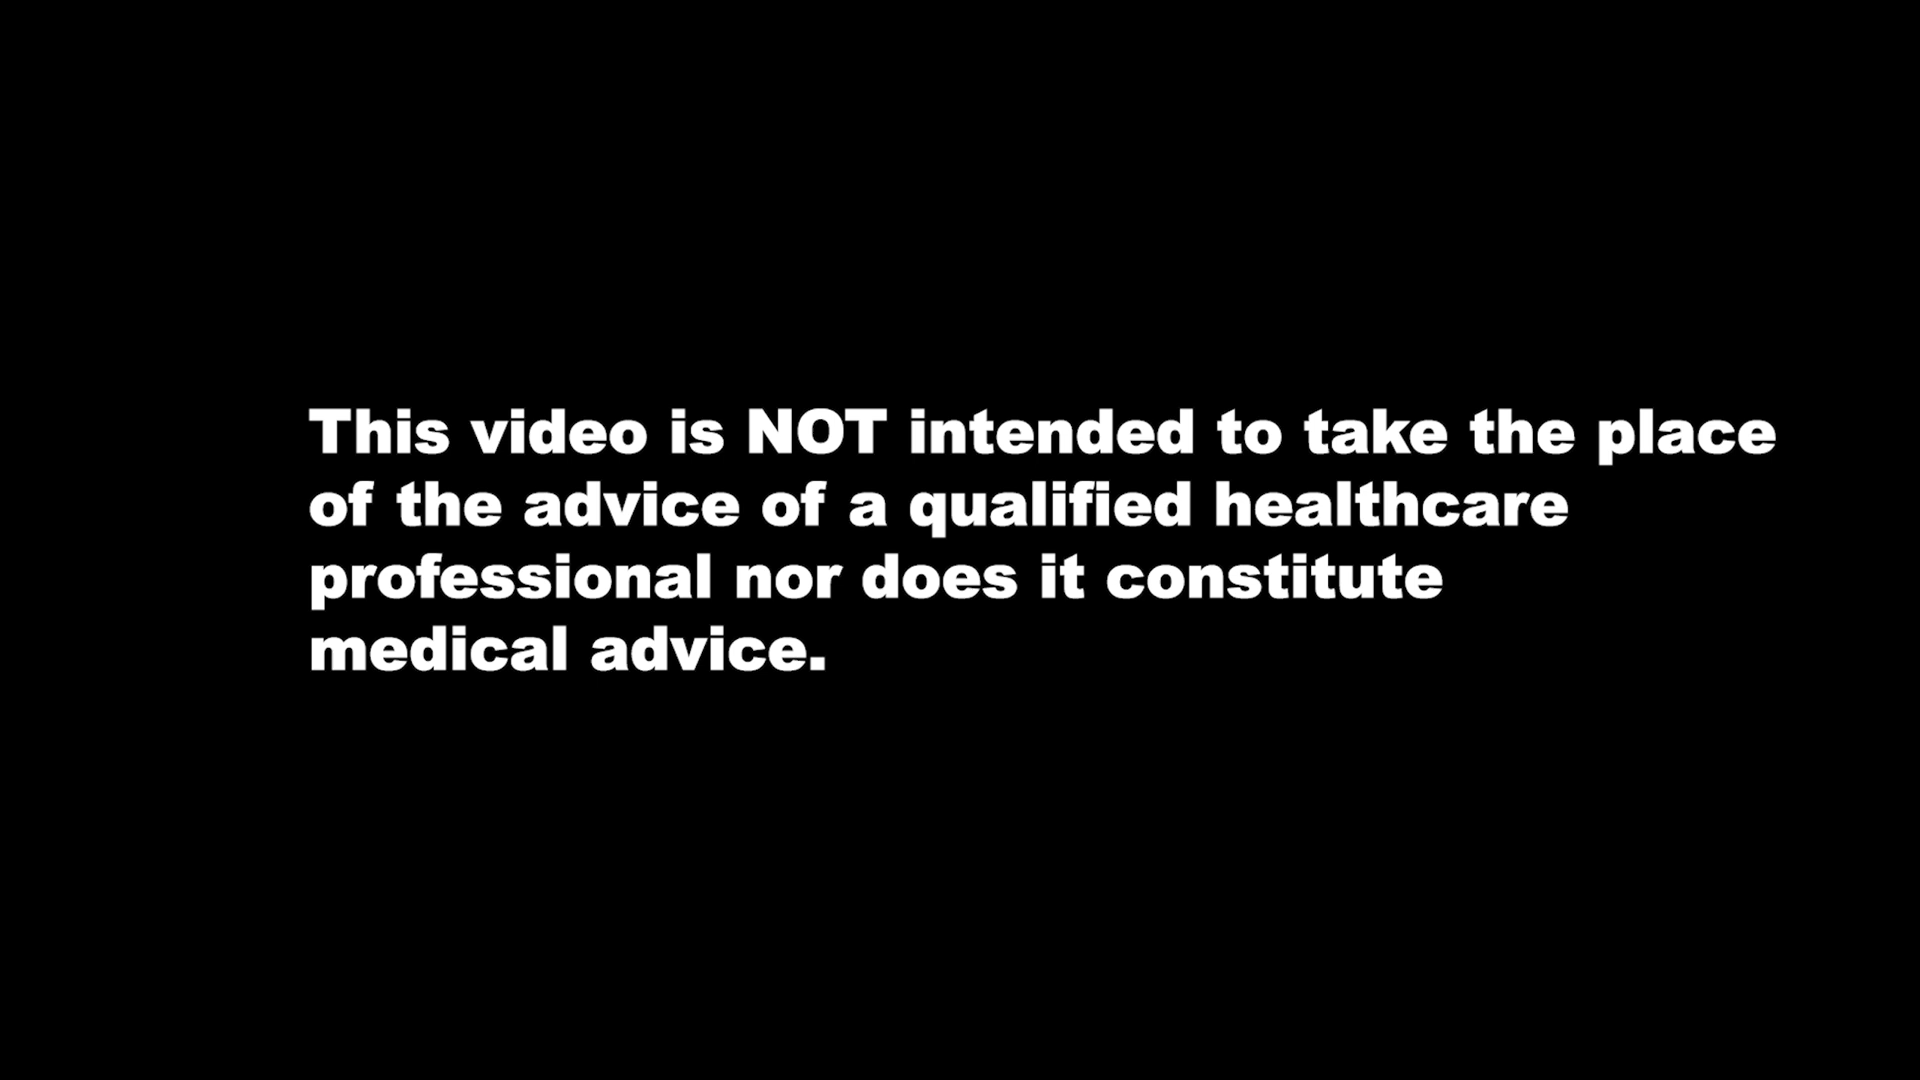 This video is NOT intended to take the place
of the advice of a qualified healthcare
professional nor does it constitute
medical advice.